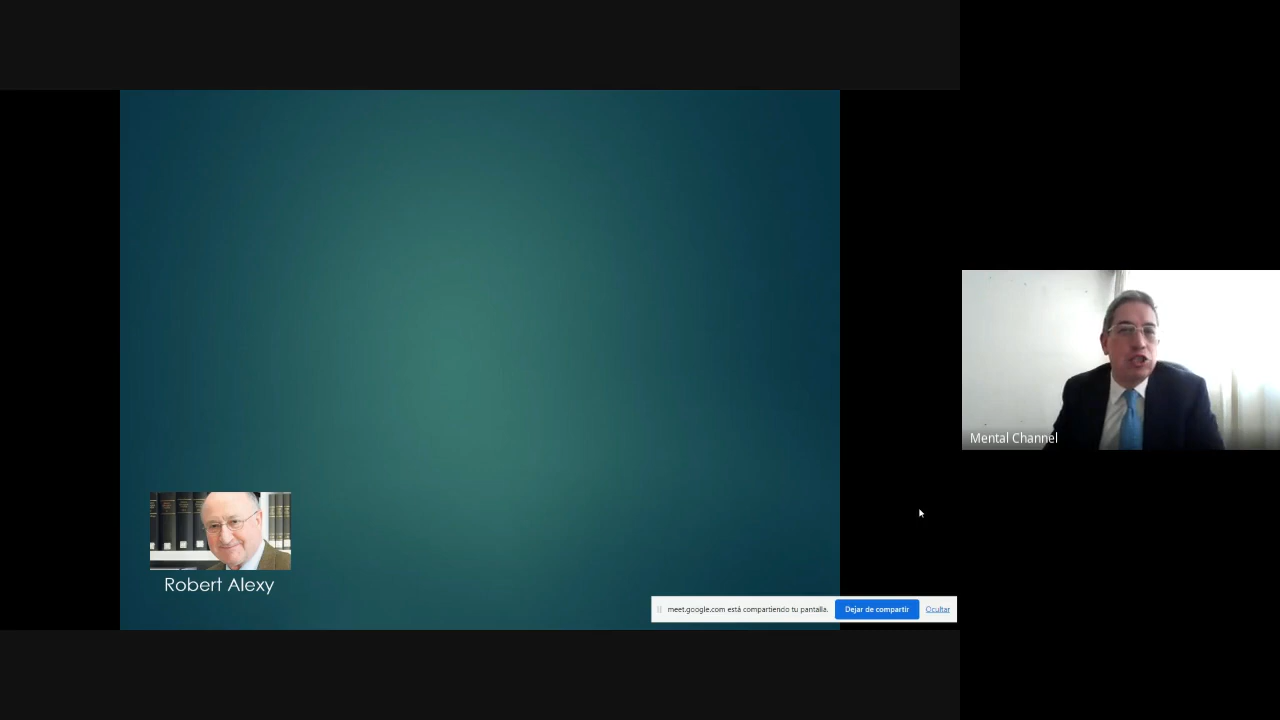 Mental Channel
Robert Alexy
meet.google.com está compartiendo tu pantalla.
Dejar de compartir
Ocultar